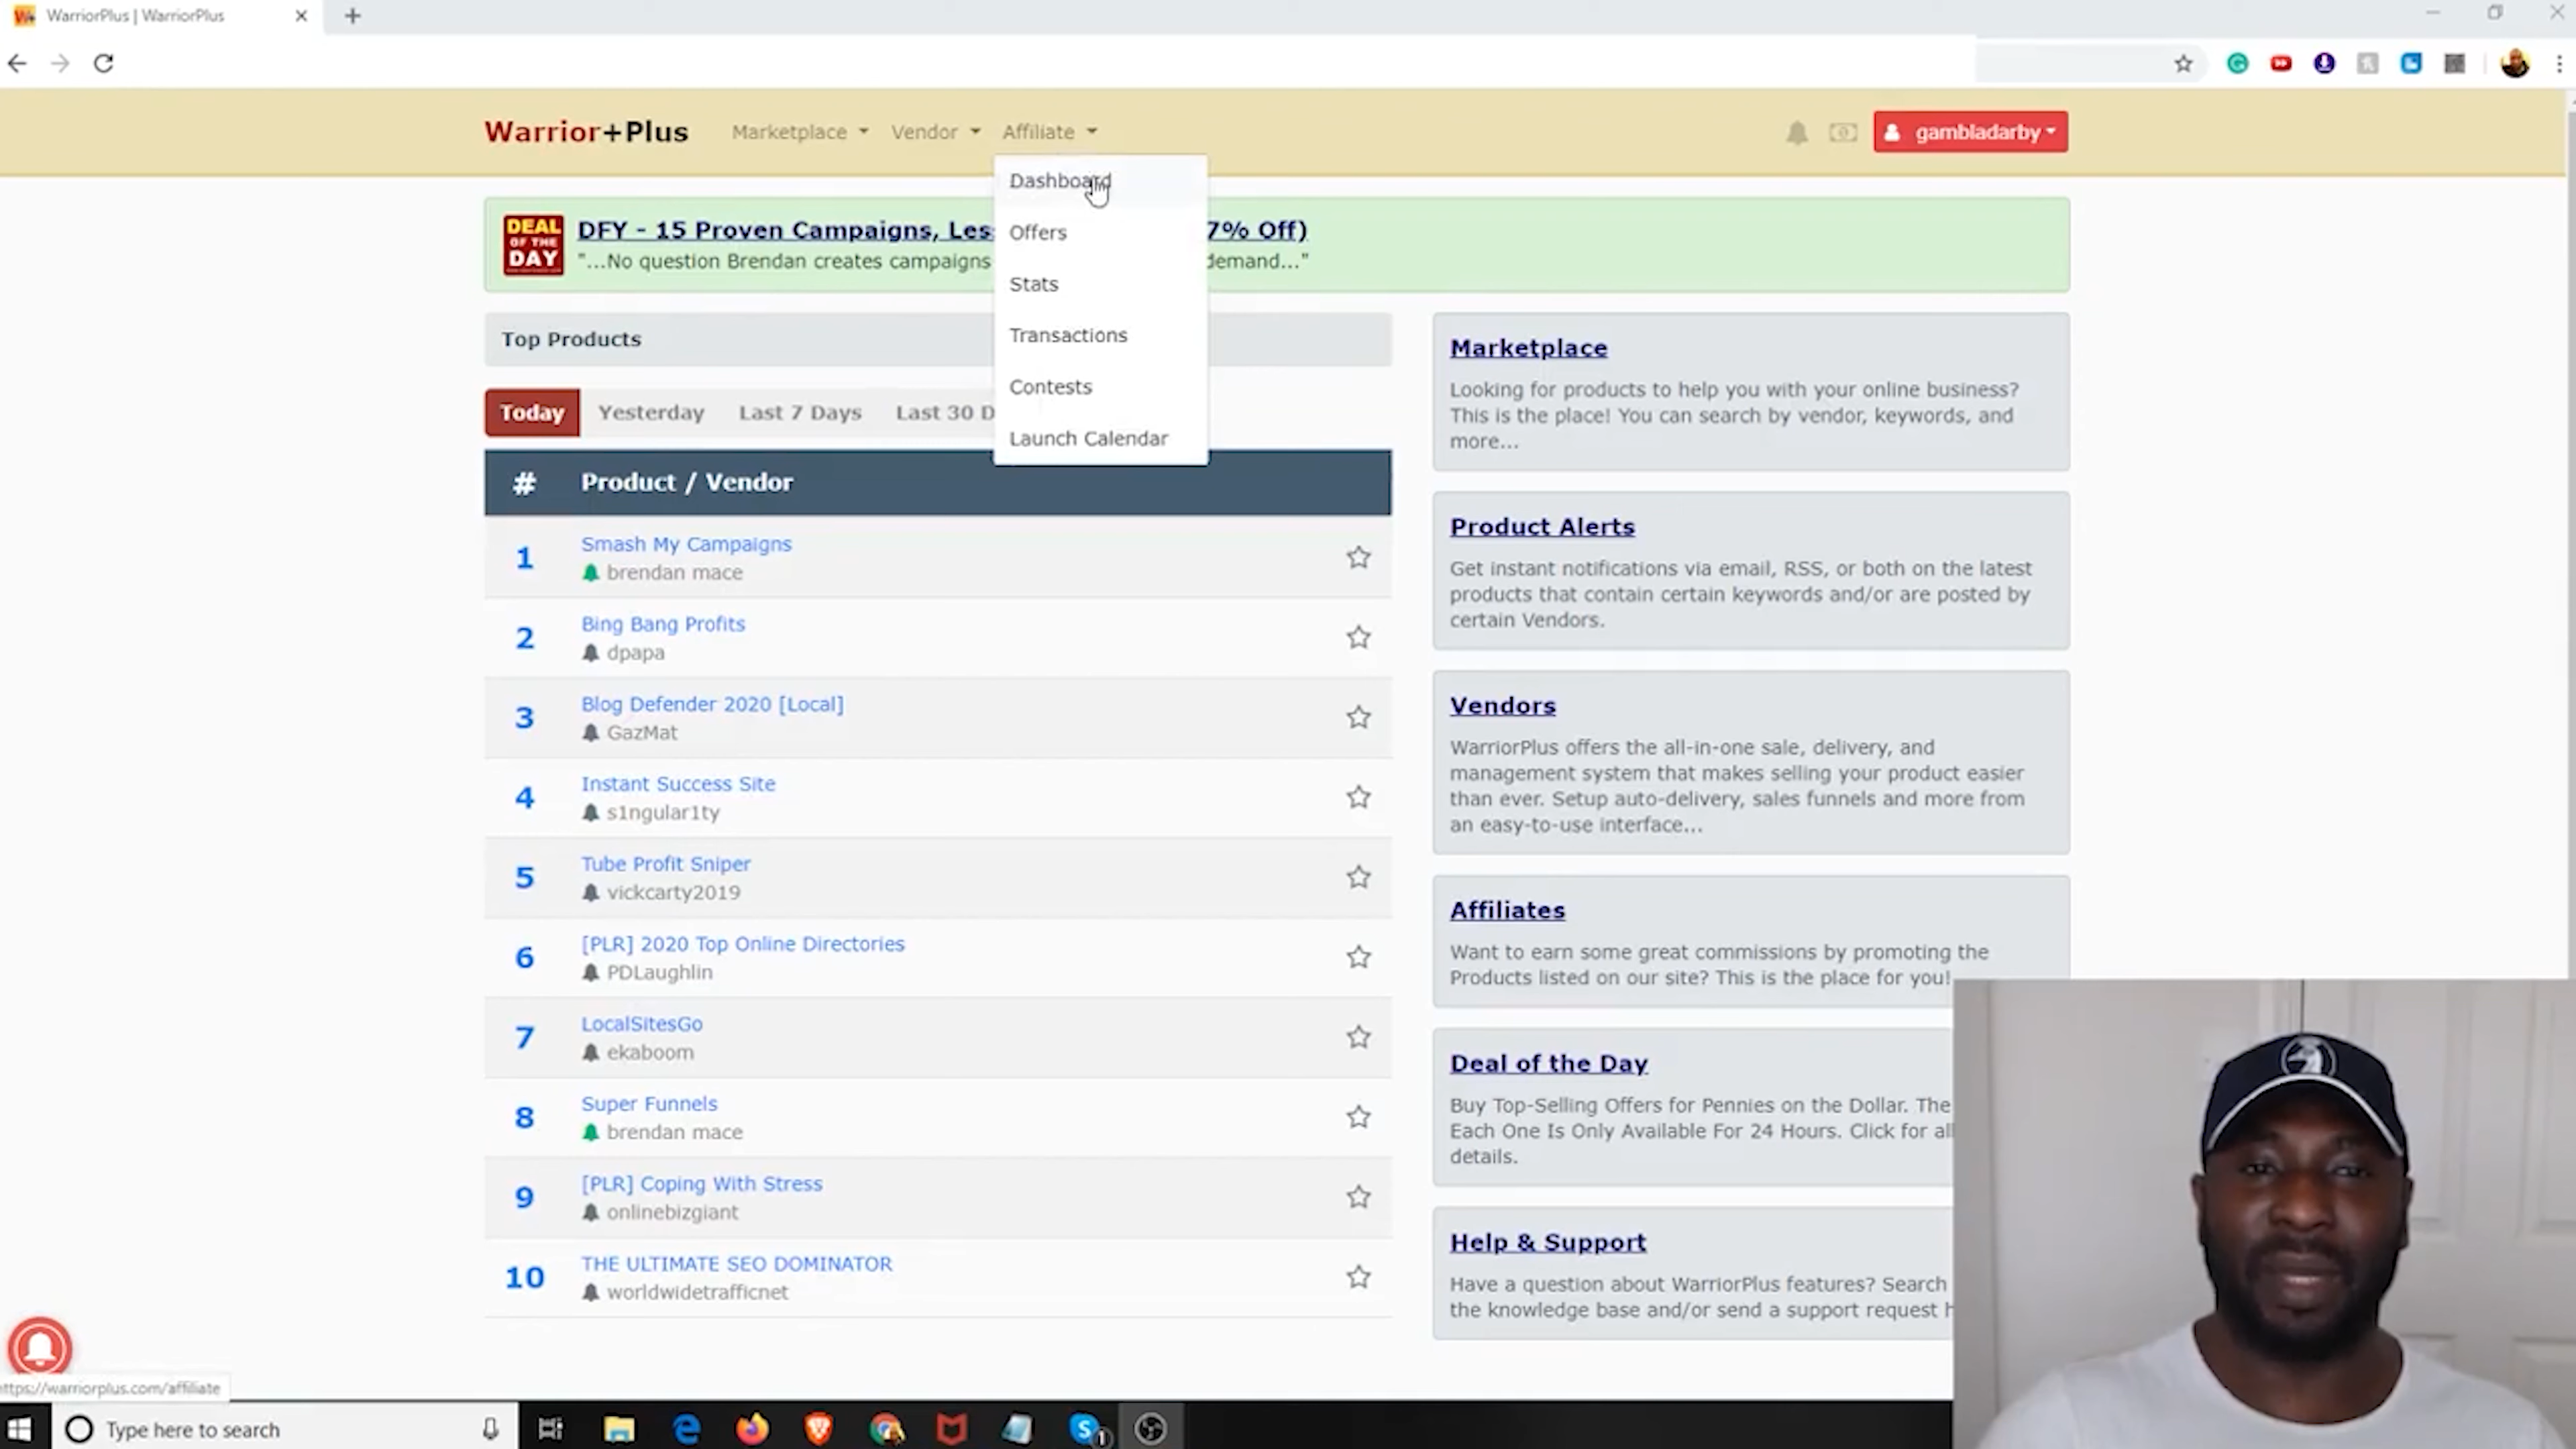 WarriorPlus | WarriorPlus
Warrior+Plus
Marketplace
Vendor
Affiliate
gambladarby
Dashboard
Offers
Stats
Transactions
Contests
Launch Calendar
DEAL
OF THE
DAY
DFY - 15 Proven Campaigns, Les 7% Off)
"...No question Brendan creates campaigns demand..."
Top Products
Today Yesterday Last 7 Days Last 30 D
# Product / Vendor
1 Smash My Campaigns
brendan mace
2 Bing Bang Profits
dpapa
3 Blog Defender 2020 [Local]
GazMat
4 Instant Success Site
s1ngular1ty
5 Tube Profit Sniper
vickcarty2019
6 [PLR] 2020 Top Online Directories
PDLaughlin
7 LocalSitesGo
ekaboom
8 Super Funnels
brendan mace
9 [PLR] Coping With Stress
onlinebizgiant
10 THE ULTIMATE SEO DOMINATOR
worldwidetrafficnet
Marketplace
Looking for products to help you with your online business?
This is the place! You can search by vendor, keywords, and
more...
Product Alerts
Get instant notifications via email, RSS, or both on the latest
products that contain certain keywords and/or are posted by
certain Vendors.
Vendors
WarriorPlus offers the all-in-one sale, delivery, and
management system that makes selling your product easier
than ever. Setup auto-delivery, sales funnels and more from
an easy-to-use interface...
Affiliates
Want to earn some great commissions by promoting the
Products listed on our site? This is the place for you!
Deal of the Day
Buy Top-Selling Offers for Pennies on the Dollar. The
Each One Is Only Available For 24 Hours. Click for all
details.
Help & Support
Have a question about WarriorPlus features? Search
the knowledge base and/or send a support request h
https://warriorplus.com/affiliate
Type here to search
1